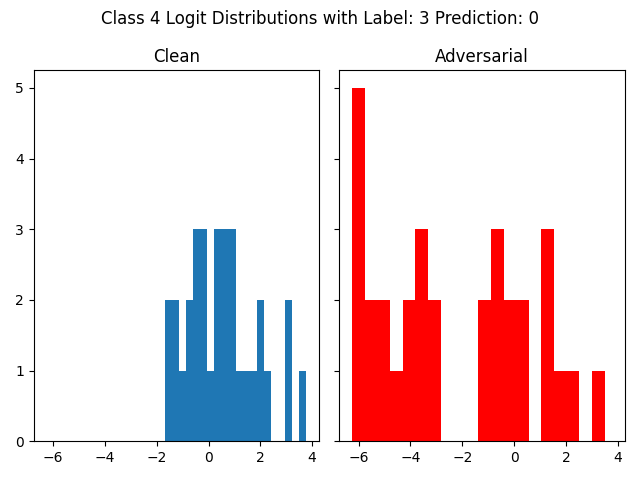 Class 4 Logit Distributions with Label: 3 Prediction: 0
Clean
Adversarial
5
4
3
2
1
0
−6 −4 −2 0 2 4
−6 −4 −2 0 2 4